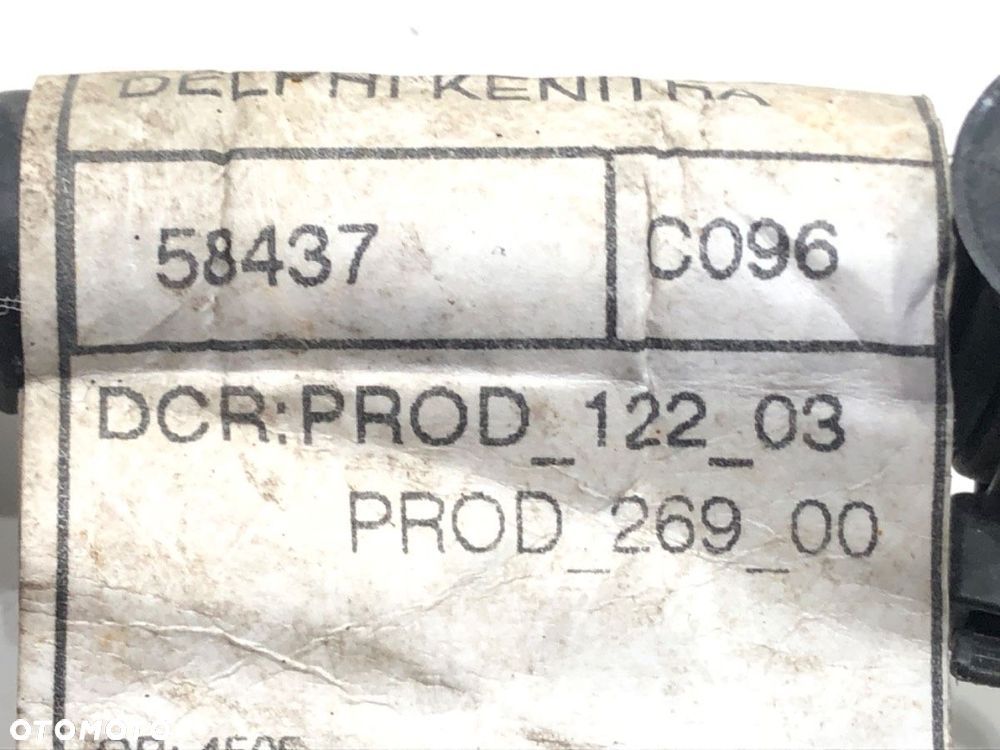 DELPHI KENITRA
58437 C096
DCR:PROD_122_03
PROD_269_00
OTOMOTO